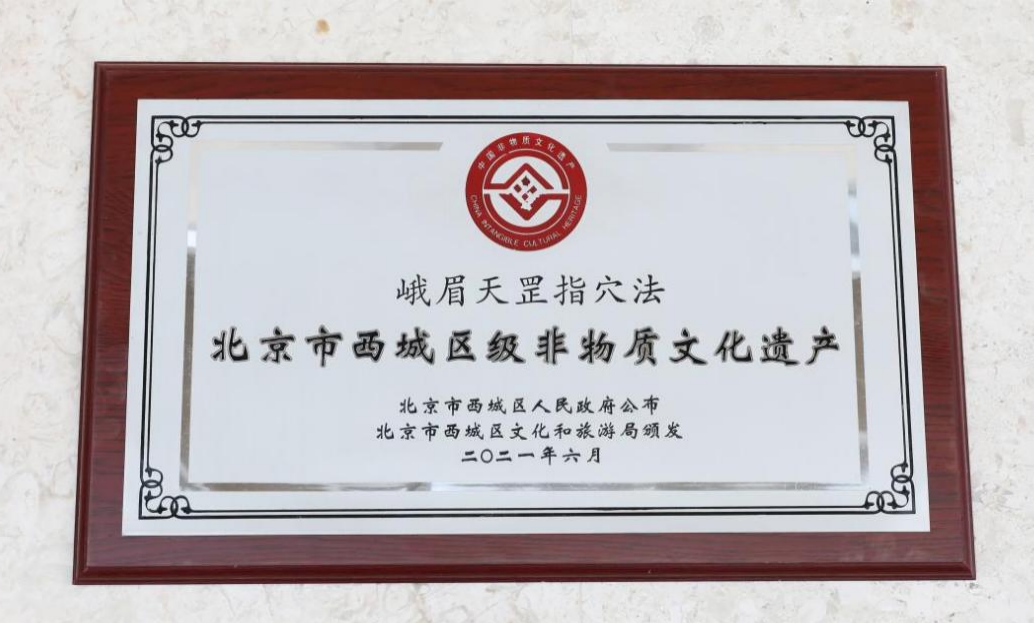 中国非物质文化遗产
CHINA INTANGIBLE CULTURAL HERITAGE
峨眉天罡指穴法
北京市西城区级非物质文化遗产
北京市西城区人民政府公布
北京市西城区文化和旅游局颁发
二〇二一年六月